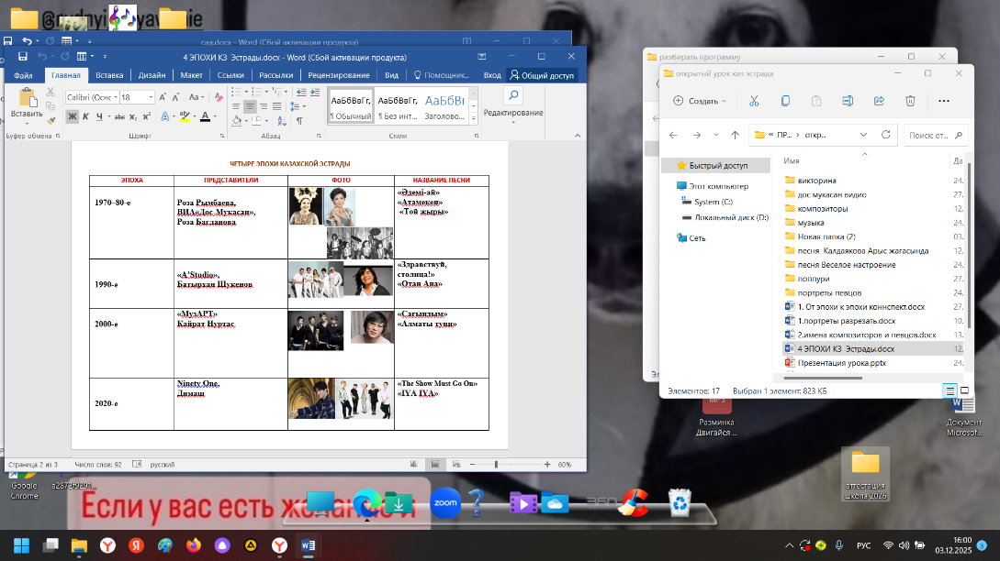 сад.docx - Word (Сбой активации продукта)
4 ЭПОХИ КЗ Эстрады.docx - Word (Сбой активации продукта)
Файл Главная Вставка Дизайн Макет Ссылки Рассылки Рецензирование Вид Помощник... Вход Общий доступ
Вставить
Calibri (Оснс 18
Ж К Ч abc x₂ x²
АаБбВвГг, АаБбВвГг, АаБбВі
¶ Обычный ¶ Без инт... Заголово...
Редактирование
Буфер обмена Шрифт Абзац Стили
ЧЕТЫРЕ ЭПОХИ КАЗАХСКОЙ ЭСТРАДЫ
ЭПОХА ПРЕДСТАВИТЕЛИ ФОТО НАЗВАНИЕ ПЕСНИ
1970–80-е
Роза Рымбаева,
ВИА«Дос-Мукасан»,
Роза Багланова
«Әлемі-ай»
«Атамекен»
«Той жыры»
1990-е
«A'Studio»,
Батырхан Шукенов
«Здравствуй,
столица!»
«Отан Ана»
2000-е
«МузАРТ»
Кайрат Нуртас
«Сағындым»
«Алматы түні»
2020-е
Ninety One,
Димаш
«The Show Must Go On»
«IYA IYA»
Страница 2 из 3 Число слов: 92 русский 60%
разбирать программу
открытый урок каз эстрада
Создать
« ПР... › откр...
Поиск: от...
Быстрый доступ
Этот компьютер
System (C:)
Локальный диск (D:)
Сеть
Имя Да
викторина 24.
дос мукасан видио 27.
композиторы 24.
музыка 24.
Новая папка (2) 03.
песня Калдаякова Арыс жагасында 12.
песня Веселое настроение 24.
поппури 24.
портреты певцов 24.
1. От эпохи к эпохи коннспект.docx 27.
1.портреты разрезать.docx 10.
2.имена композиторов и певцов.docx 13.
4 ЭПОХИ КЗ Эстрады.docx 12.
Презентация урока.pptx 24.
Элементов: 17 Выбран 1 элемент: 823 КБ
MP3
Разминка
Двигайся ...
Документ
Microsof...
аттестация
школа 2026
Google
Chrome
Если у вас есть
zoom
360
РУС
16:00
03.12.2025
3